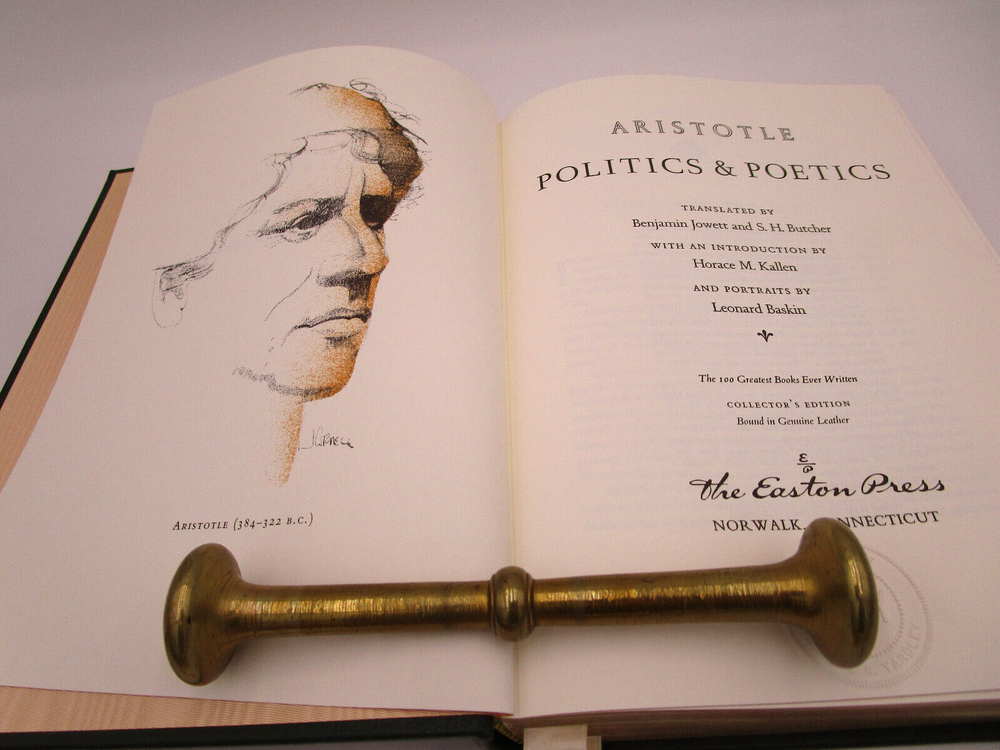 ARISTOTLE (384–322 B.C.)
ARISTOTLE
POLITICS & POETICS
TRANSLATED BY
Benjamin Jowett and S. H. Butcher
WITH AN INTRODUCTION BY
Horace M. Kallen
AND PORTRAITS BY
Leonard Baskin
The 100 Greatest Books Ever Written
COLLECTOR'S EDITION
Bound in Genuine Leather
E/P
The Easton Press
NORWALK, NNECTICUT
YARDLEY